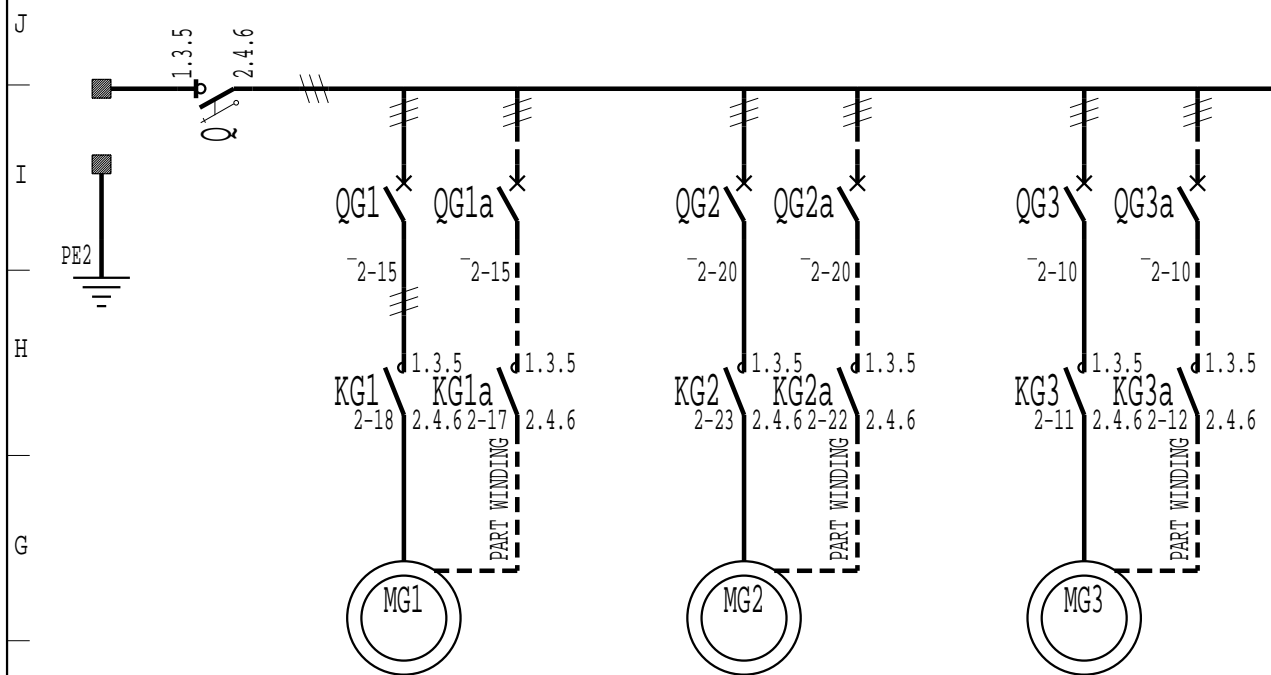 J
1.3.5
2.4.6
Q
I
QG1
QG1a
QG2
QG2a
QG3
QG3a
PE2
2-15
2-15
2-20
2-20
2-10
2-10
H
1.3.5
1.3.5
1.3.5
1.3.5
1.3.5
1.3.5
KG1
KG1a
KG2
KG2a
KG3
KG3a
2-18
2.4.6
2-17
2.4.6
2-23
2.4.6
2-22
2.4.6
2-11
2.4.6
2-12
2.4.6
PART WINDING
PART WINDING
PART WINDING
G
MG1
MG2
MG3